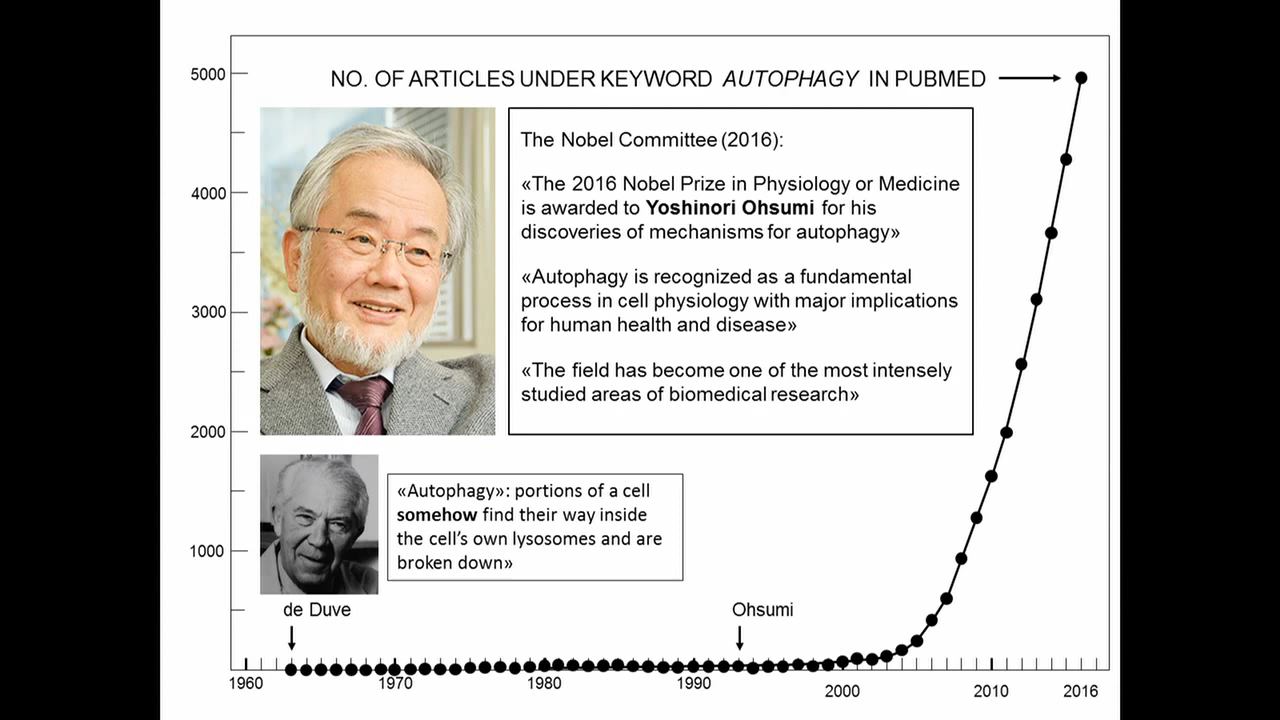 5000
NO. OF ARTICLES UNDER KEYWORD AUTOPHAGY IN PUBMED
The Nobel Committee (2016):
«The 2016 Nobel Prize in Physiology or Medicine
is awarded to Yoshinori Ohsumi for his
discoveries of mechanisms for autophagy»
«Autophagy is recognized as a fundamental
process in cell physiology with major implications
for human health and disease»
«The field has become one of the most intensely
studied areas of biomedical research»
4000
3000
2000
«Autophagy»: portions of a cell
somehow find their way inside
the cell's own lysosomes and are
broken down»
1000
de Duve
Ohsumi
1960 1970 1980 1990 2000 2010 2016